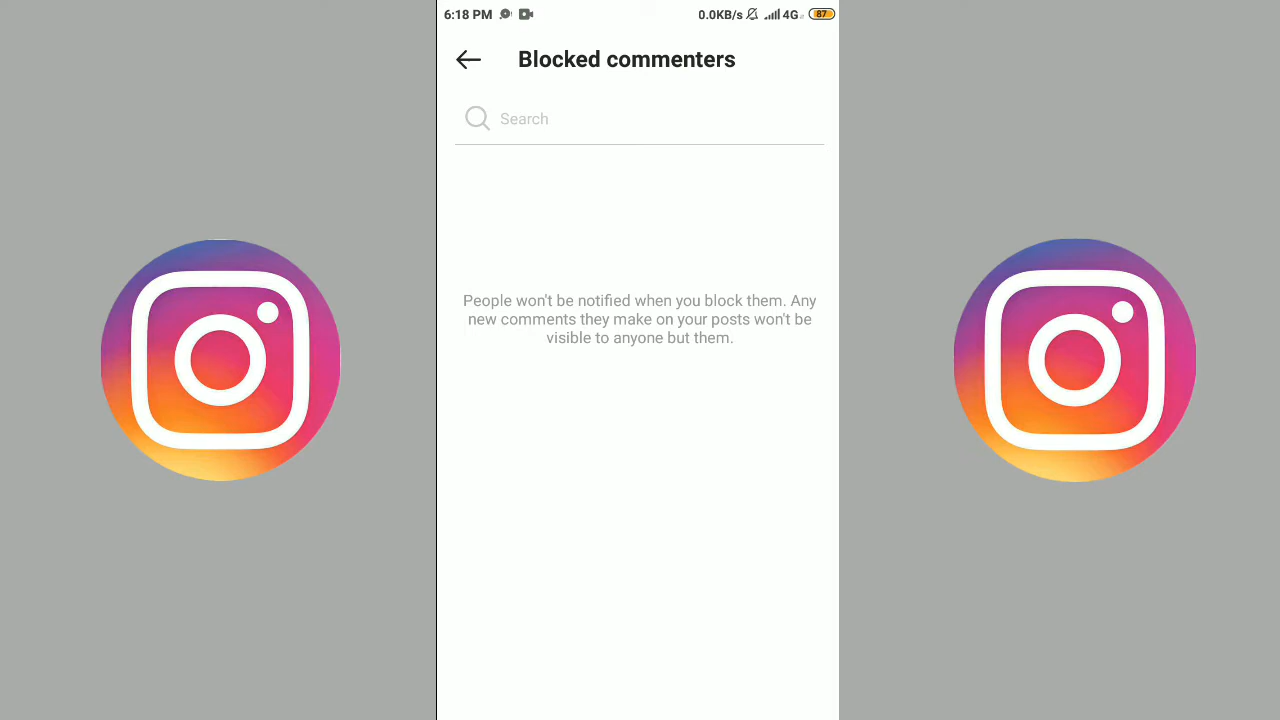 6:18 PM 0.0KB/s 4G 87
Blocked commenters
Search
People won't be notified when you block them. Any
new comments they make on your posts won't be
visible to anyone but them.